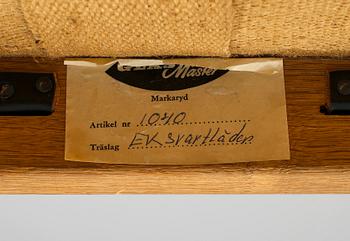 Master
Markaryd
Artikel nr 1040
Träslag EK svartläder